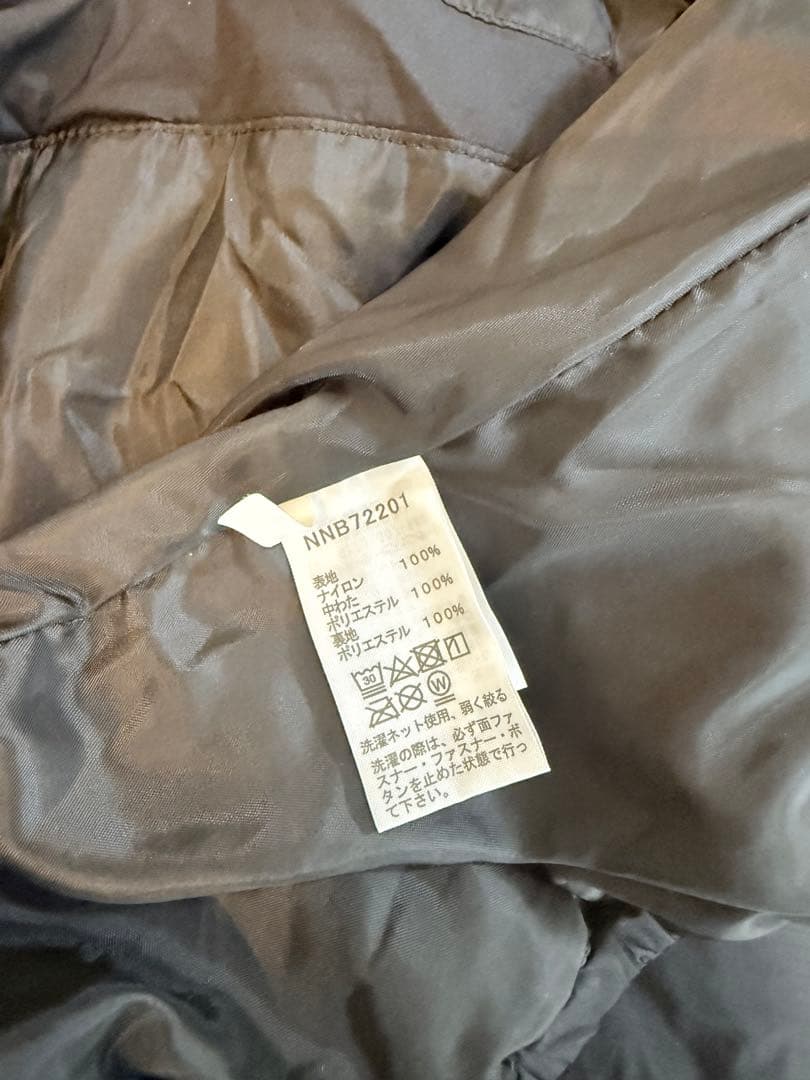 NNB72201
表地
ナイロン 100%
中わた
ポリエステル 100%
裏地
ポリエステル 100%
30
W
洗濯ネット使用、弱く絞る
洗濯の際は、必ず面ファ
スナー・ファスナー・ボ
タンを止めた状態で行っ
て下さい。